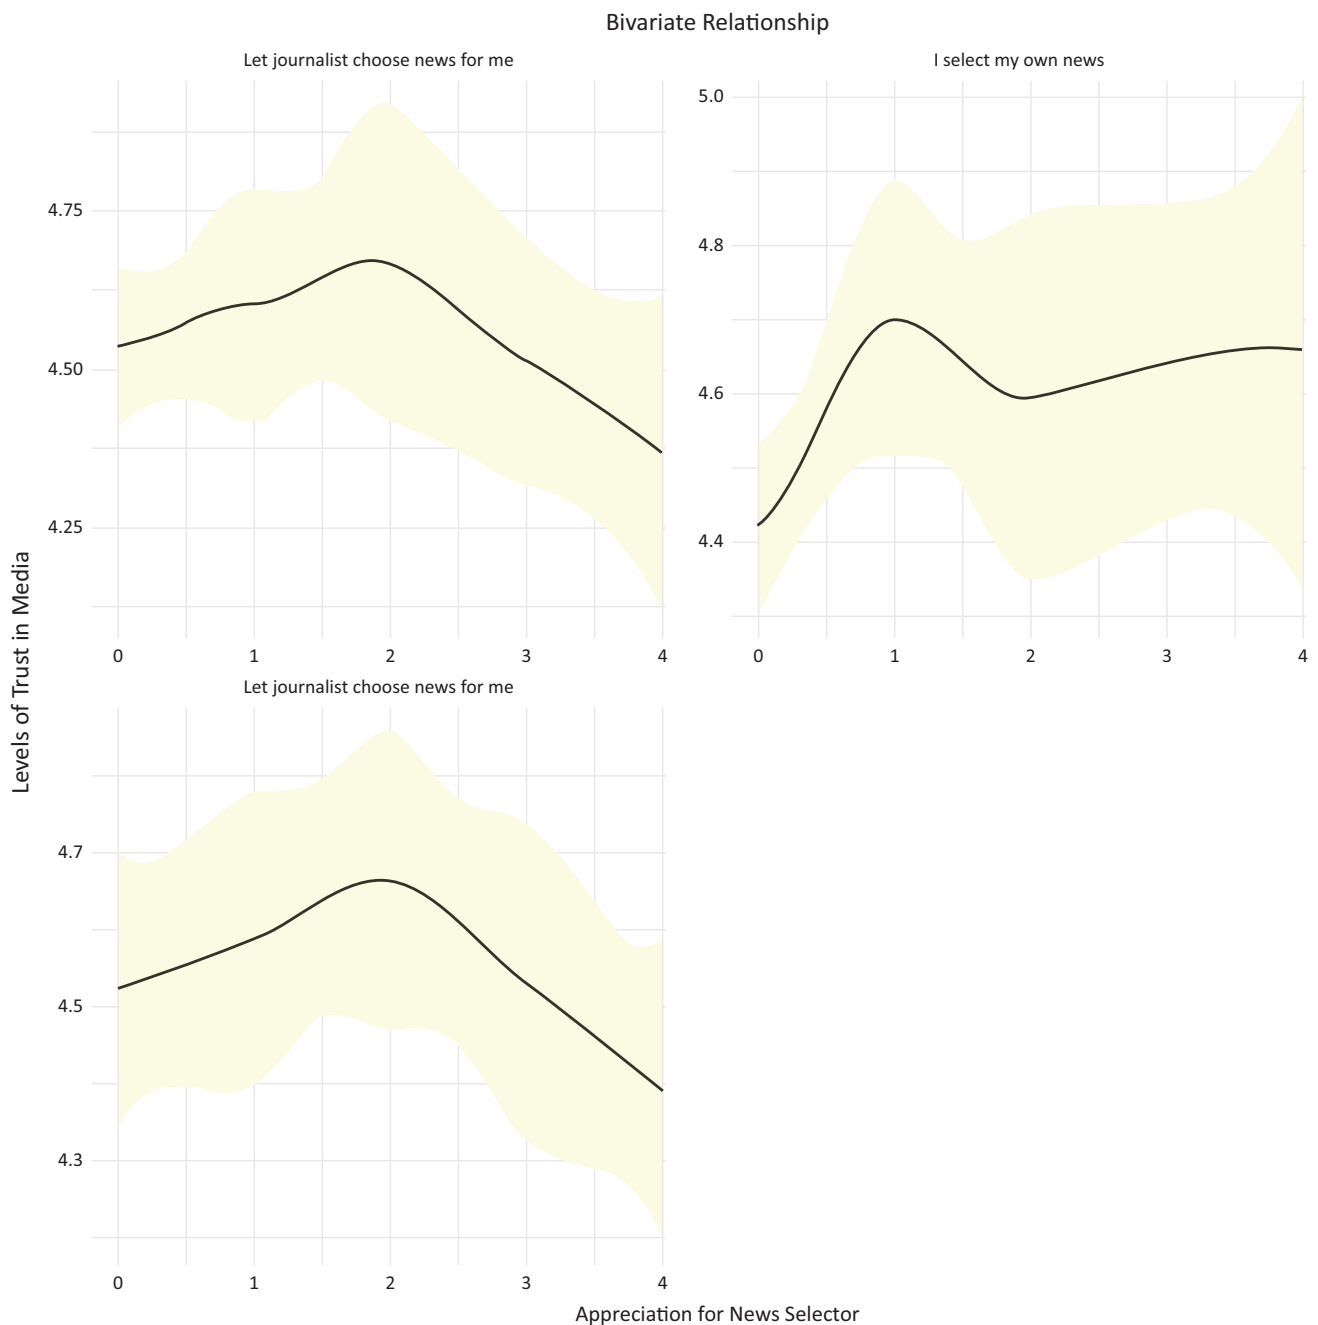 Bivariate Relationship
Let journalist choose news for me
I select my own news
4.75
4.50
4.25
0 1 2 3 4
5.0
4.8
4.6
4.4
0 1 2 3 4
Levels of Trust in Media
Let journalist choose news for me
4.7
4.5
4.3
0 1 2 3 4
Appreciation for News Selector